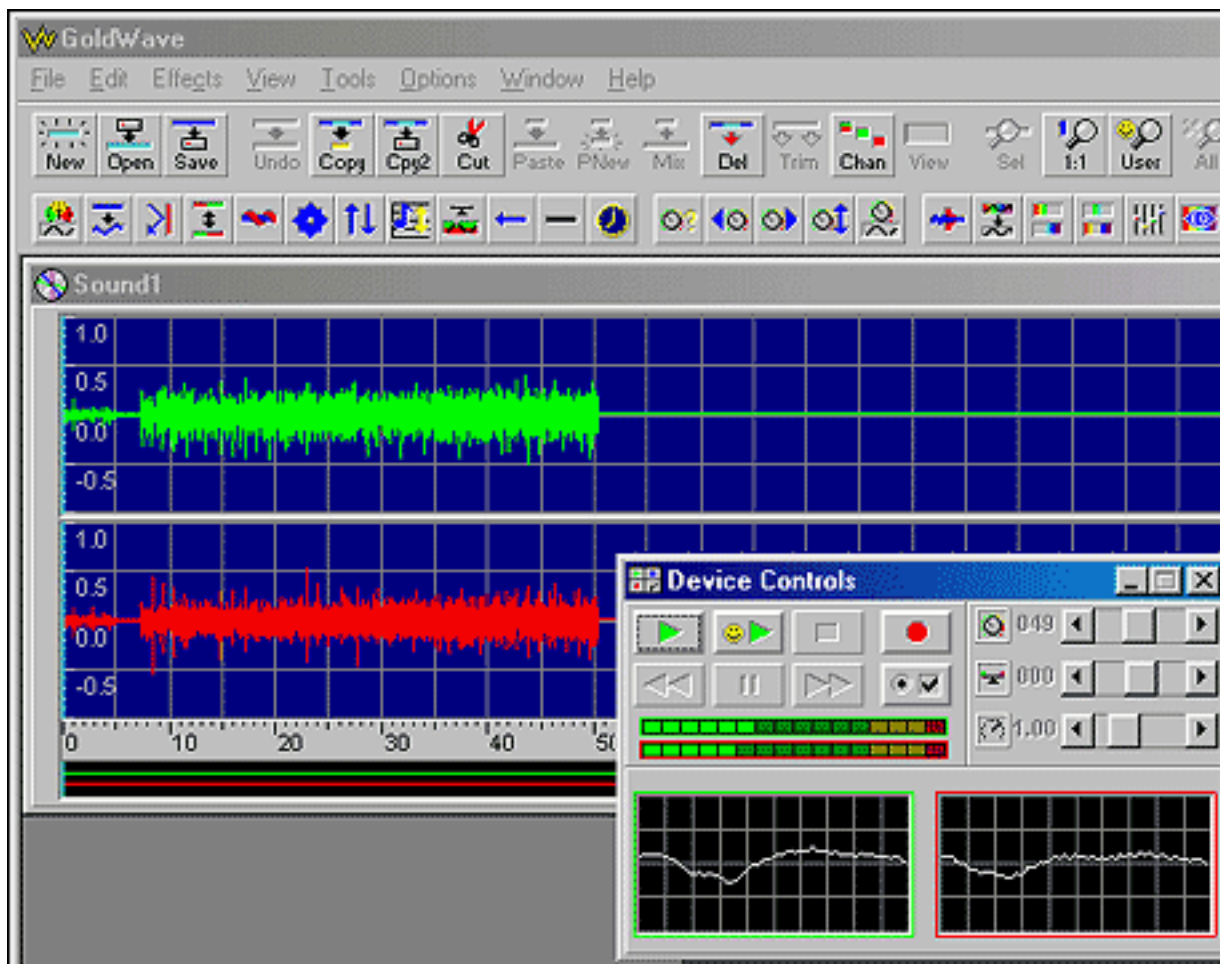 GoldWave
File Edit Effects View Tools Options Window Help
New Open Save Undo Copy Cpy2 Cut Paste PNew Mix Del Trim Chan View Sel 1:1 User All
Sound1
1.0
0.5
0.0
-0.5
1.0
0.5
0.0
-0.5
0 10 20 30 40 50
Device Controls
049
000
1.00